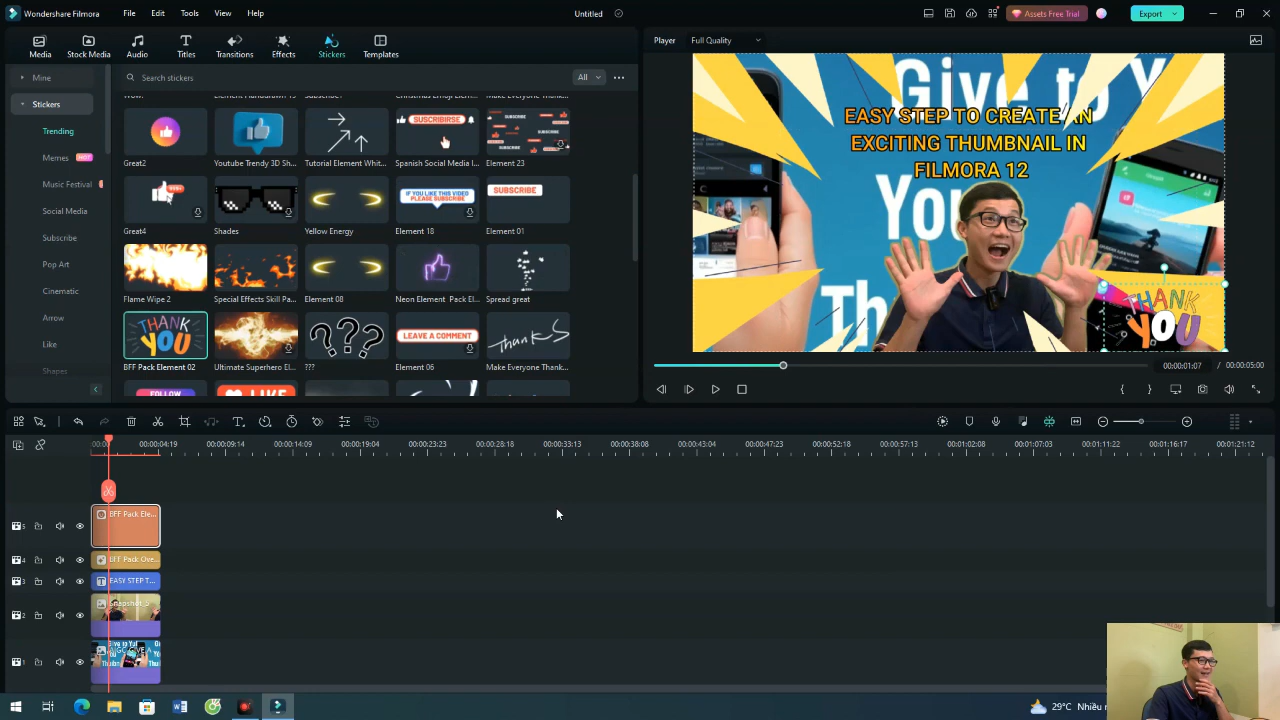 Wondershare Filmora
File
Edit
Tools
View
Help
Untitled
Assets Free Trial
Export
Media
Stock Media
Audio
Titles
Transitions
Effects
Stickers
Templates
Player
Full Quality
Mine
Search stickers
All
Stickers
Trending
Memes
HOT
Music Festival
Social Media
Subscribe
Pop Art
Cinematic
Arrow
Like
Shapes
SUSCRIBIRSE
Great2
Youtube Trendy 3D Sh...
Tutorial Element Whit...
Spanish Social Media I...
Element 23
IF YOU LIKE THIS VIDEO
PLEASE SUBSCRIBE
SUBSCRIBE
Great4
Shades
Yellow Energy
Element 18
Element 01
Flame Wipe 2
Special Effects Skill Pa...
Element 08
Neon Element Pack El...
Spread great
THANK
YOU
???
LEAVE A COMMENT
Thanks
BFF Pack Element 02
Ultimate Superhero El...
???
Element 06
Make Everyone Thank...
FOLLOW
LIKE
Give to Y
You
Th
EASY STEP TO CREATE AN
EXCITING THUMBNAIL IN
FILMORA 12
THANK
YOU
00:00:01:07 / 00:00:05:00
00:00:04:19
00:00:09:14
00:00:14:09
00:00:19:04
00:00:23:23
00:00:28:18
00:00:33:13
00:00:38:08
00:00:43:04
00:00:47:23
00:00:52:18
00:00:57:13
00:01:02:08
00:01:07:03
00:01:11:22
00:01:16:17
00:01:21:12
5
BFF Pack Ele...
4
BFF Pack Ove...
3
EASY STEP T...
2
Snapshot_5
1
29°C Nhiều